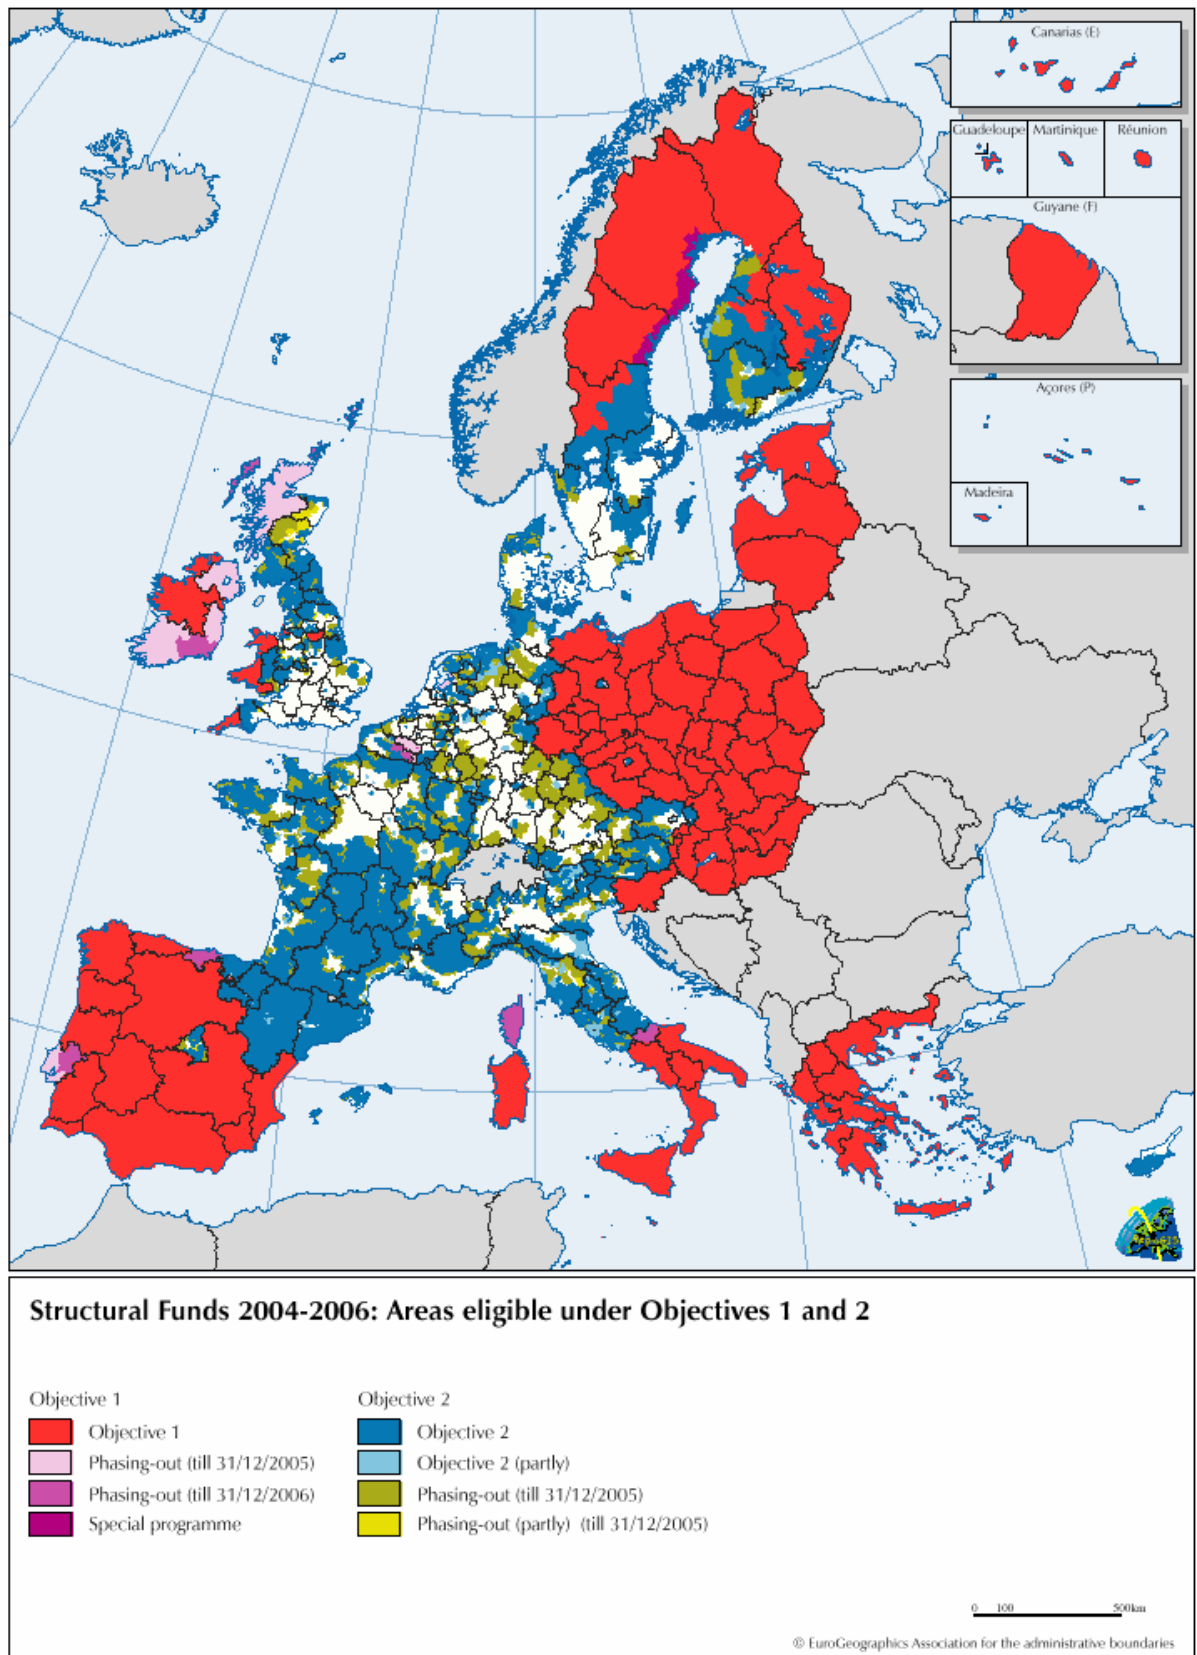 Canarias (E)
Guadeloupe
Martinique
Réunion
Guyane (F)
Açores (P)
Madeira
Structural Funds 2004-2006: Areas eligible under Objectives 1 and 2
Objective 1
Objective 1
Phasing-out (till 31/12/2005)
Phasing-out (till 31/12/2006)
Special programme
Objective 2
Objective 2
Objective 2 (partly)
Phasing-out (till 31/12/2005)
Phasing-out (partly) (till 31/12/2005)
0 100 500km
© EuroGeographics Association for the administrative boundaries